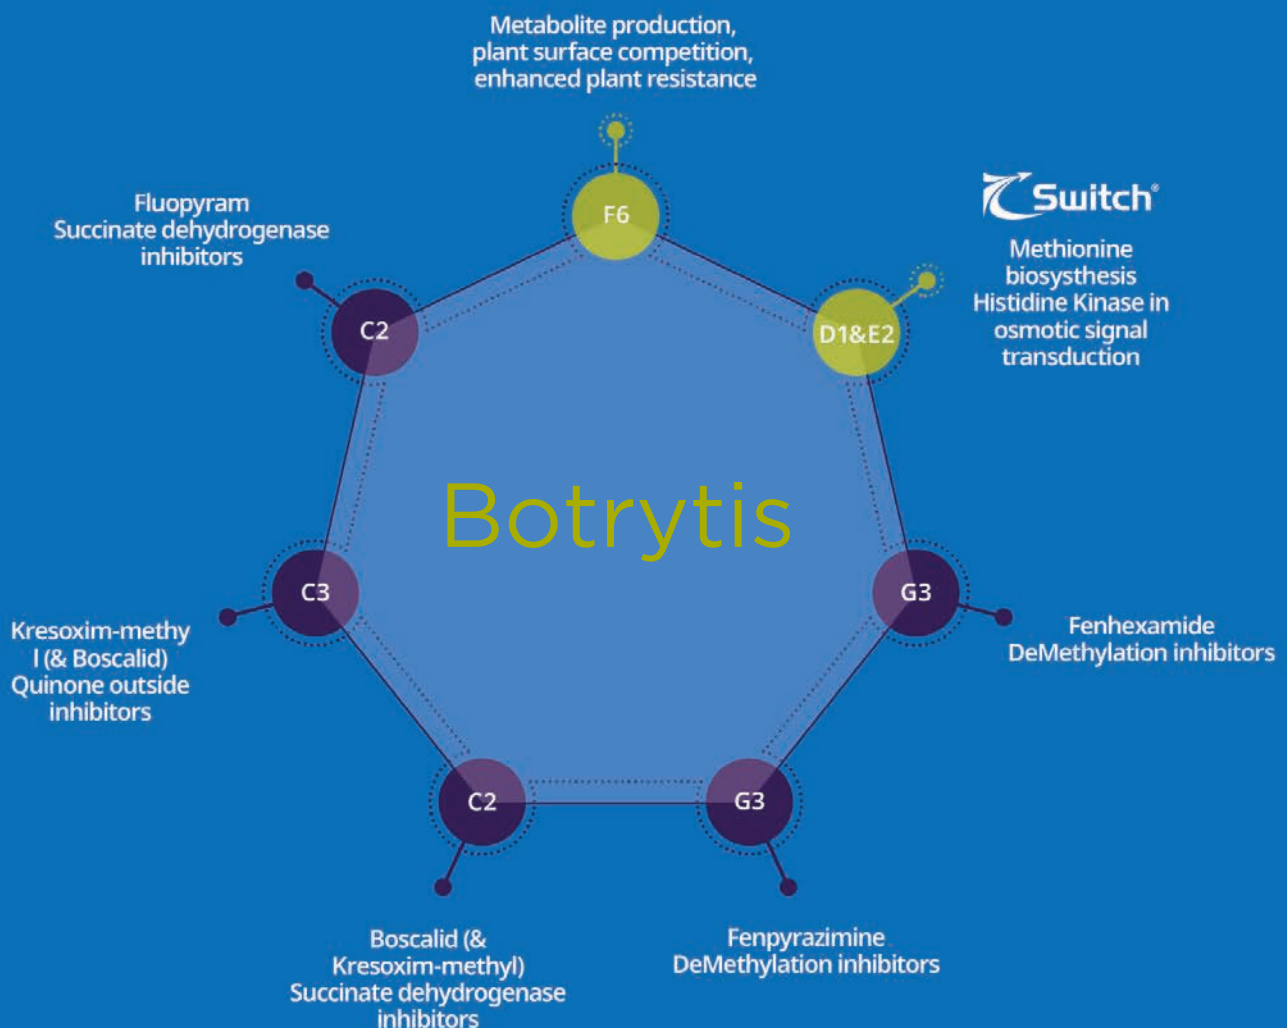 Metabolite production,
plant surface competition,
enhanced plant resistance
F6
Switch®
Methionine
biosysthesis
Histidine Kinase in
osmotic signal
transduction
D1&E2
Fluopyram
Succinate dehydrogenase
inhibitors
C2
Botrytis
C3
Kresoxim-methy
l (& Boscalid)
Quinone outside
inhibitors
G3
Fenhexamide
DeMethylation inhibitors
C2
Boscalid (&
Kresoxim-methyl)
Succinate dehydrogenase
inhibitors
G3
Fenpyrazimine
DeMethylation inhibitors